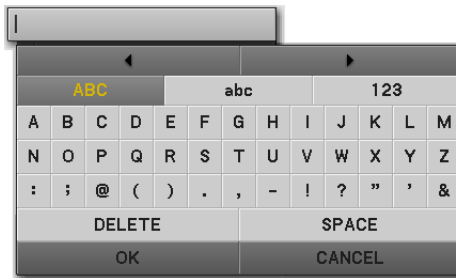 ABC abc 123
A B C D E F G H I J K L M
N O P Q R S T U V W X Y Z
: ; @ ( ) . , - ! ? ” ’ &
DELETE SPACE
OK CANCEL